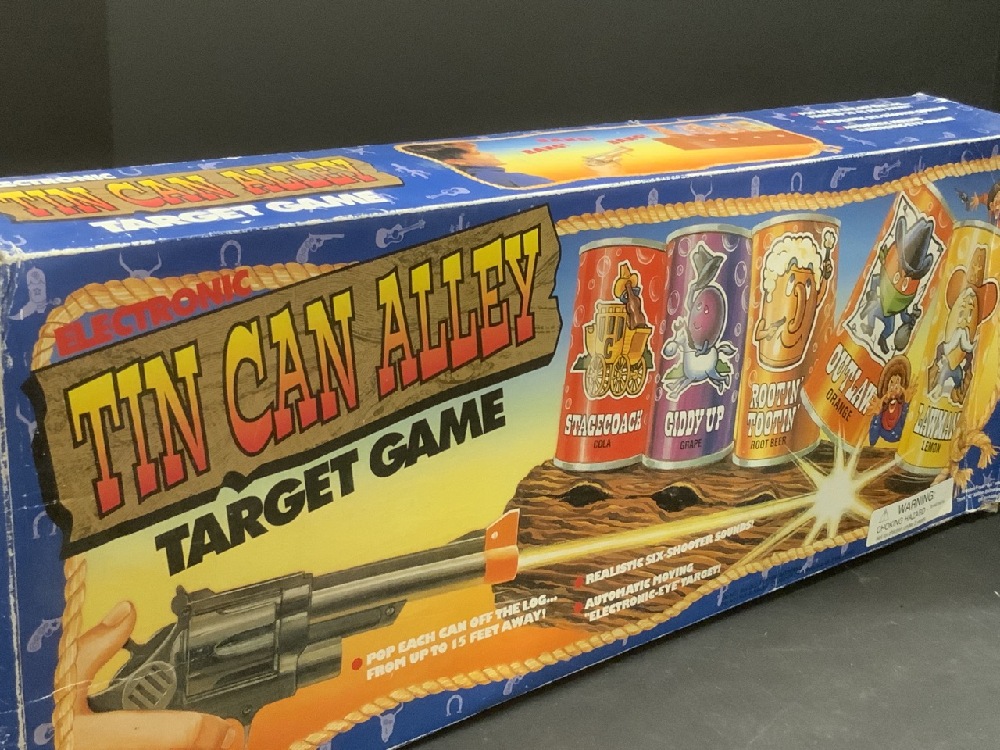 ELECTRONIC
TIN CAN ALLEY
TARGET GAME
ELECTRONIC
TIN CAN ALLEY
TARGET GAME
STAGECOACH
COLA
GIDDY UP
GRAPE
ROOTIN'
TOOTIN'
ROOT BEER
OUTLAW
ORANGE
LEMON
POP EACH CAN OFF THE LOG...
FROM UP TO 15 FEET AWAY!
REALISTIC SIX-SHOOTER SOUNDS!
AUTOMATIC MOVING
"ELECTRONIC-EYE TARGET!
WARNING:
CHOKING HAZARD